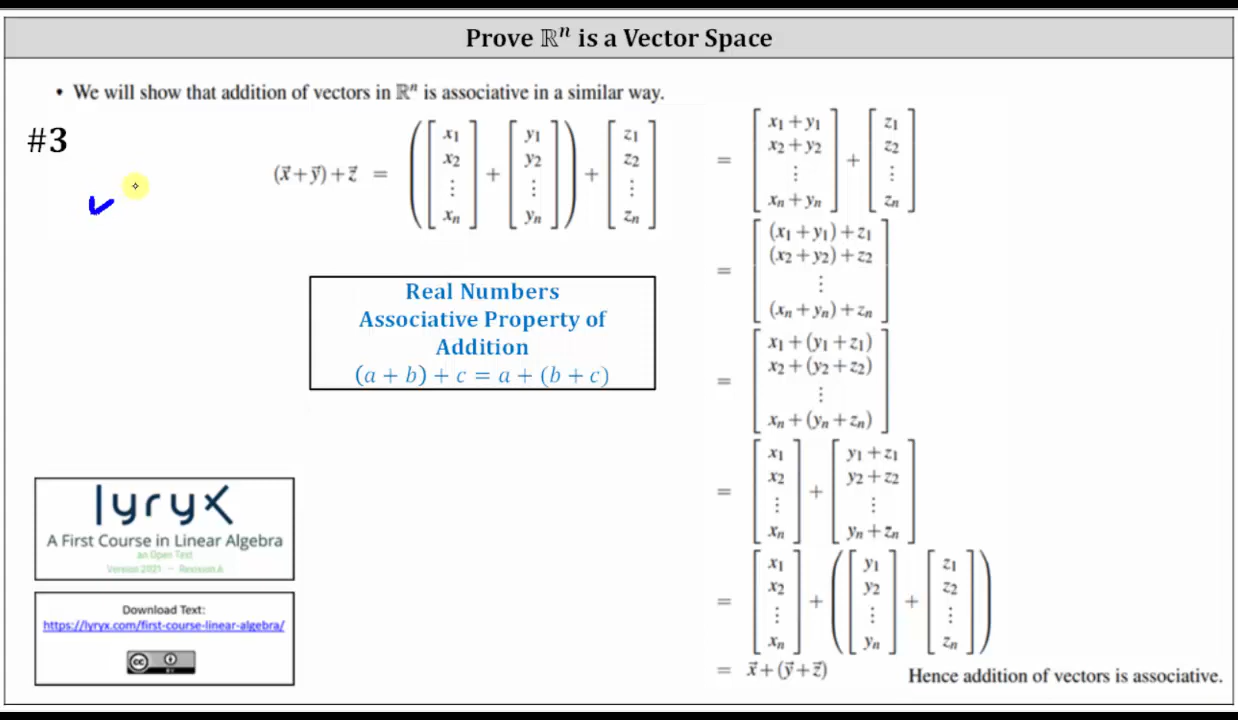 Prove ℝⁿ is a Vector Space
• We will show that addition of vectors in ℝⁿ is associative in a similar way.
#3
(x⃗+y⃗)+z⃗ = ([x₁ x₂ ⋮ xₙ] + [y₁ y₂ ⋮ yₙ]) + [z₁ z₂ ⋮ zₙ]
= [x₁+y₁ x₂+y₂ ⋮ xₙ+yₙ] + [z₁ z₂ ⋮ zₙ]
= [(x₁+y₁)+z₁ (x₂+y₂)+z₂ ⋮ (xₙ+yₙ)+zₙ]
= [x₁+(y₁+z₁) x₂+(y₂+z₂) ⋮ xₙ+(yₙ+zₙ)]
= [x₁ x₂ ⋮ xₙ] + [y₁+z₁ y₂+z₂ ⋮ yₙ+zₙ]
= [x₁ x₂ ⋮ xₙ] + ([y₁ y₂ ⋮ yₙ] + [z₁ z₂ ⋮ zₙ])
= x⃗+(y⃗+z⃗)
Hence addition of vectors is associative.
Real Numbers
Associative Property of
Addition
(a + b) + c = a + (b + c)
lyryx
A First Course in Linear Algebra
an Open Text
Version 2021 – Revision A
Download Text:
https://lyryx.com/first-course-linear-algebra/
cc